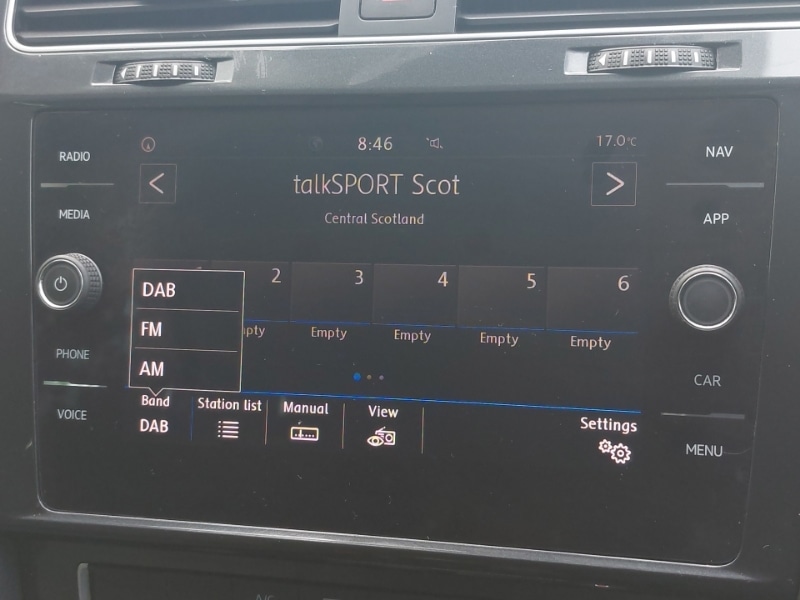 RADIO
8:46
17.0°C
NAV
talkSPORT Scot
MEDIA
Central Scotland
APP
2 3 4 5 6
DAB
FM
Empty Empty Empty Empty
AM
PHONE
CAR
Band Station list Manual View Settings
DAB
VOICE
MENU